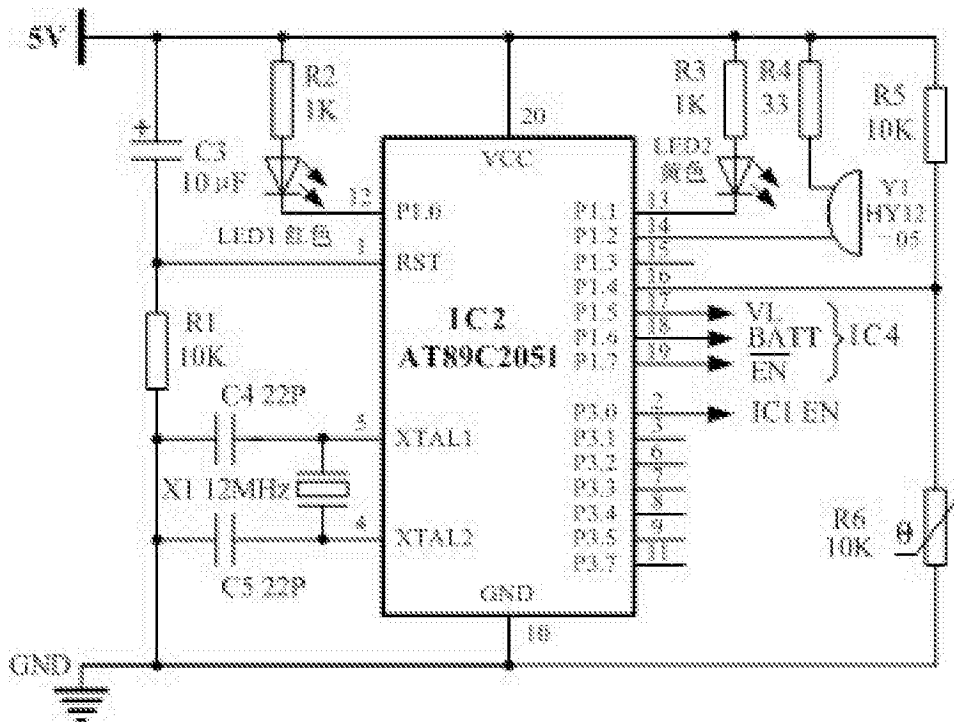 5V
C3
10μF
R2
1K
LED1 红色
R1
10K
C4 22P
X1 12MHz
C5 22P
GND
20
VCC
12
P1.0
1
RST
IC2
AT89C2051
5
XTAL1
4
XTAL2
GND
10
P1.1
13
P1.2
14
P1.3
15
P1.4
16
P1.5
17
VL
P1.6
18
BATT
P1.7
19
EN
IC4
P3.0
2
IC1 EN
P3.1
3
P3.2
6
P3.3
7
P3.4
8
P3.5
9
P3.7
11
R3
1K
LED2
R4
33
Y1
HY12
05
R5
10K
R6
10K
θ